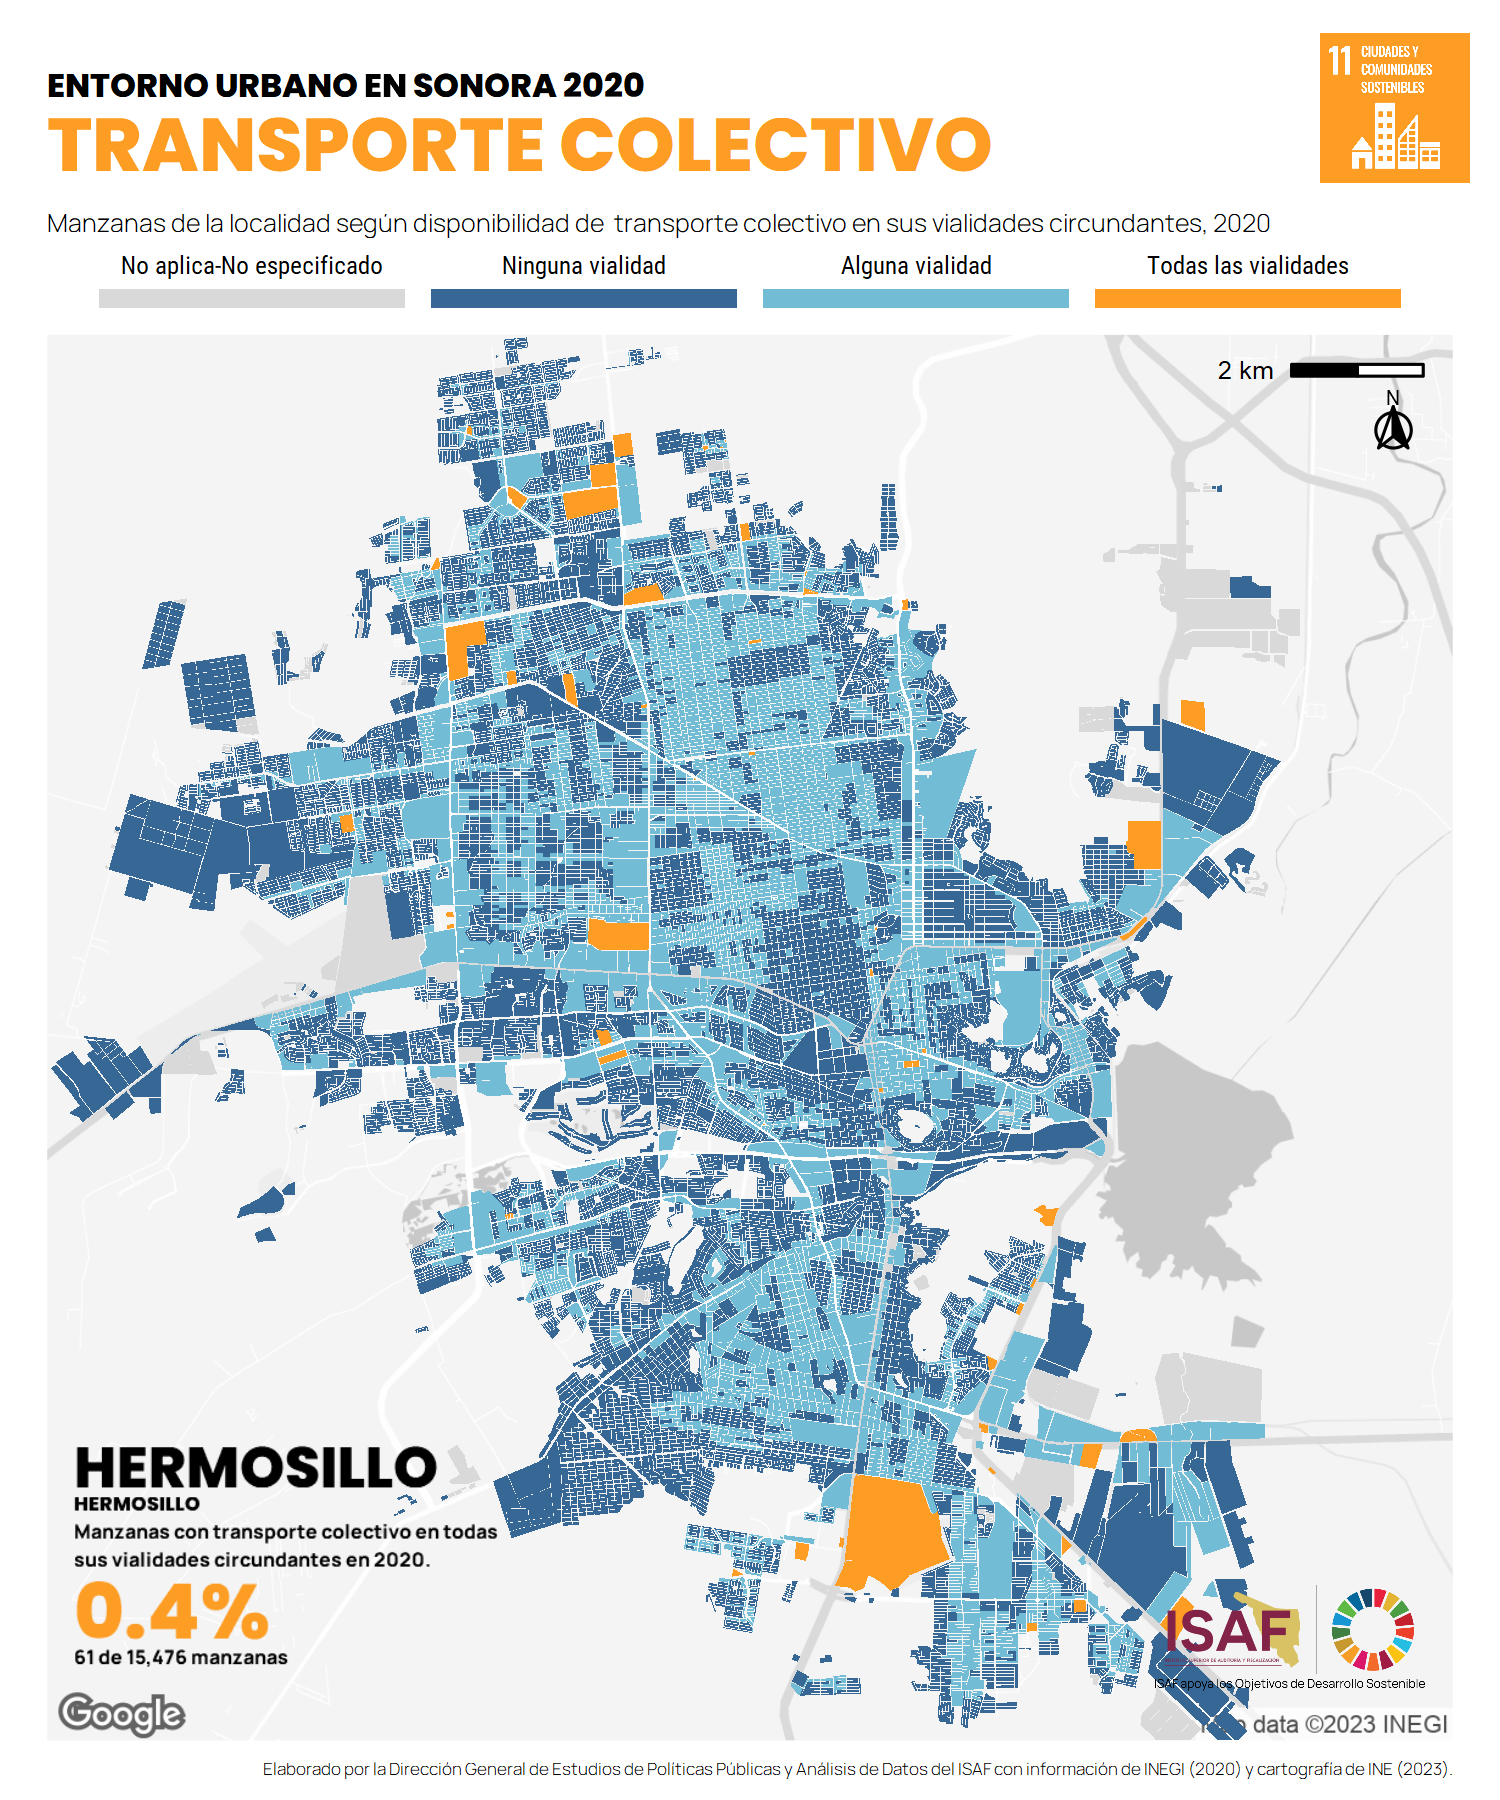 ENTORNO URBANO EN SONORA 2020
TRANSPORTE COLECTIVO
11 CIUDADES Y
COMUNIDADES
SOSTENIBLES
Manzanas de la localidad según disponibilidad de transporte colectivo en sus vialidades circundantes, 2020
No aplica-No especificado
Ninguna vialidad
Alguna vialidad
Todas las vialidades
2 km
N
HERMOSILLO
HERMOSILLO
Manzanas con transporte colectivo en todas
sus vialidades circundantes en 2020.
0.4%
61 de 15,476 manzanas
ISAF
ISAF apoya los Objetivos de Desarrollo Sostenible
Google
data ©2023 INEGI
Elaborado por la Dirección General de Estudios de Políticas Públicas y Análisis de Datos del ISAF con información de INEGI (2020) y cartografía de INE (2023).